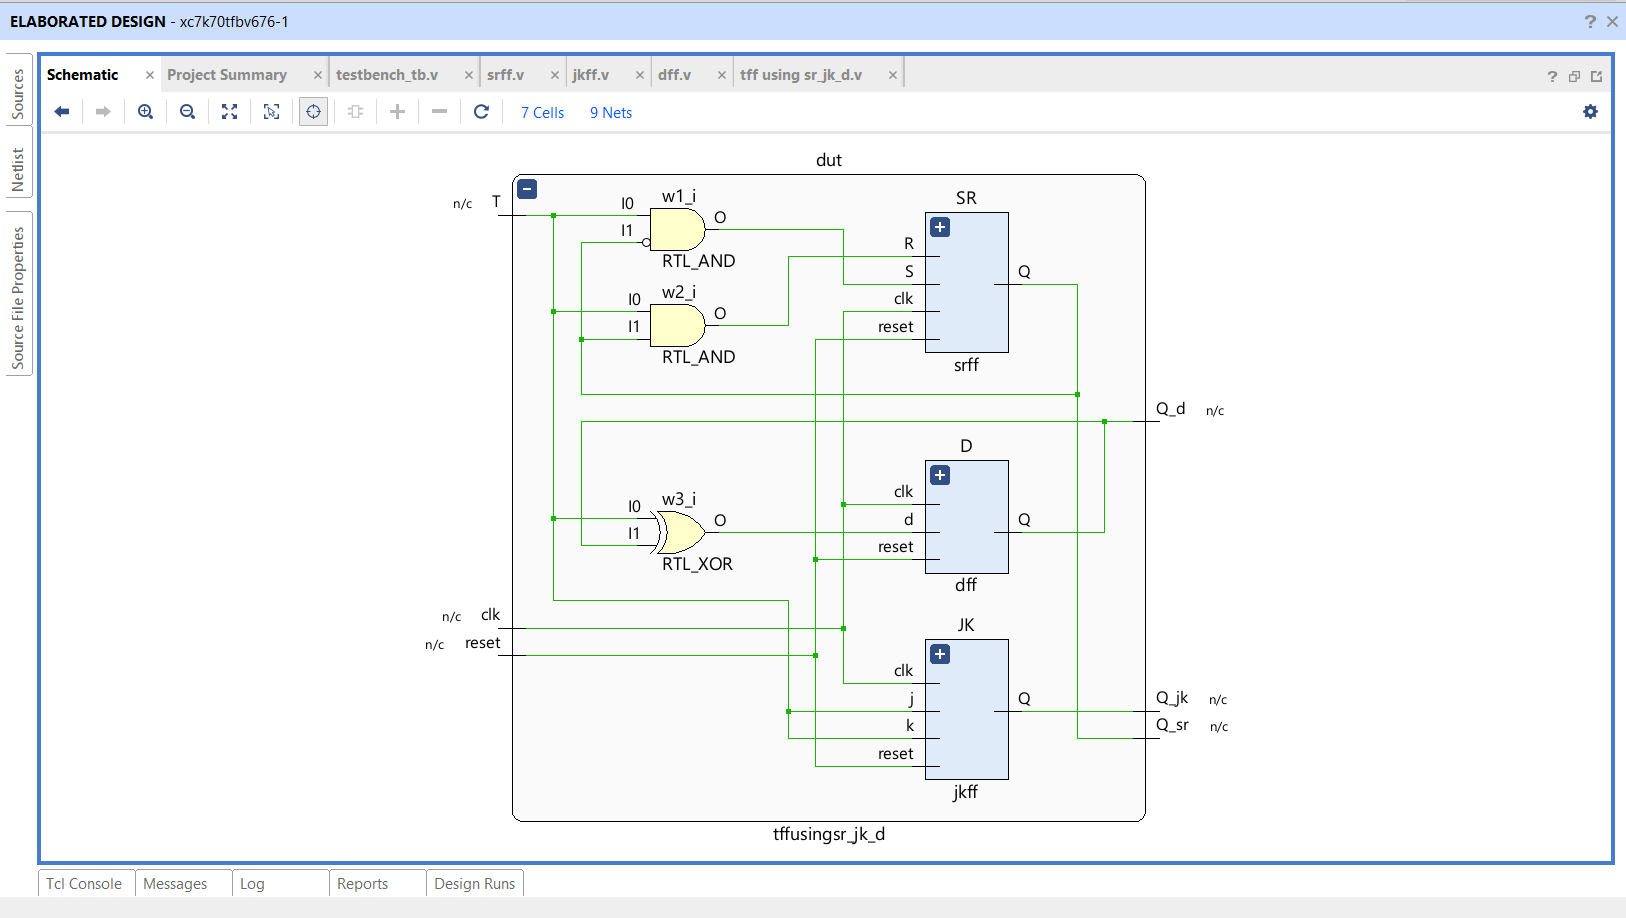 ELABORATED DESIGN - xc7k70tfbv676-1
Sources
Netlist
Source File Properties
Schematic
Project Summary
testbench_tb.v
srff.v
jkff.v
dff.v
tff using sr_jk_d.v
7 Cells
9 Nets
dut
n/c T
I0
I1
w1_i
O
RTL_AND
I0
I1
w2_i
O
RTL_AND
SR
R
S
clk
reset
Q
srff
Q_d n/c
I0
I1
w3_i
O
RTL_XOR
D
clk
d
reset
Q
dff
n/c clk
n/c reset
JK
clk
j
k
reset
Q
jkff
Q_jk n/c
Q_sr n/c
tffusingsr_jk_d
Tcl Console
Messages
Log
Reports
Design Runs